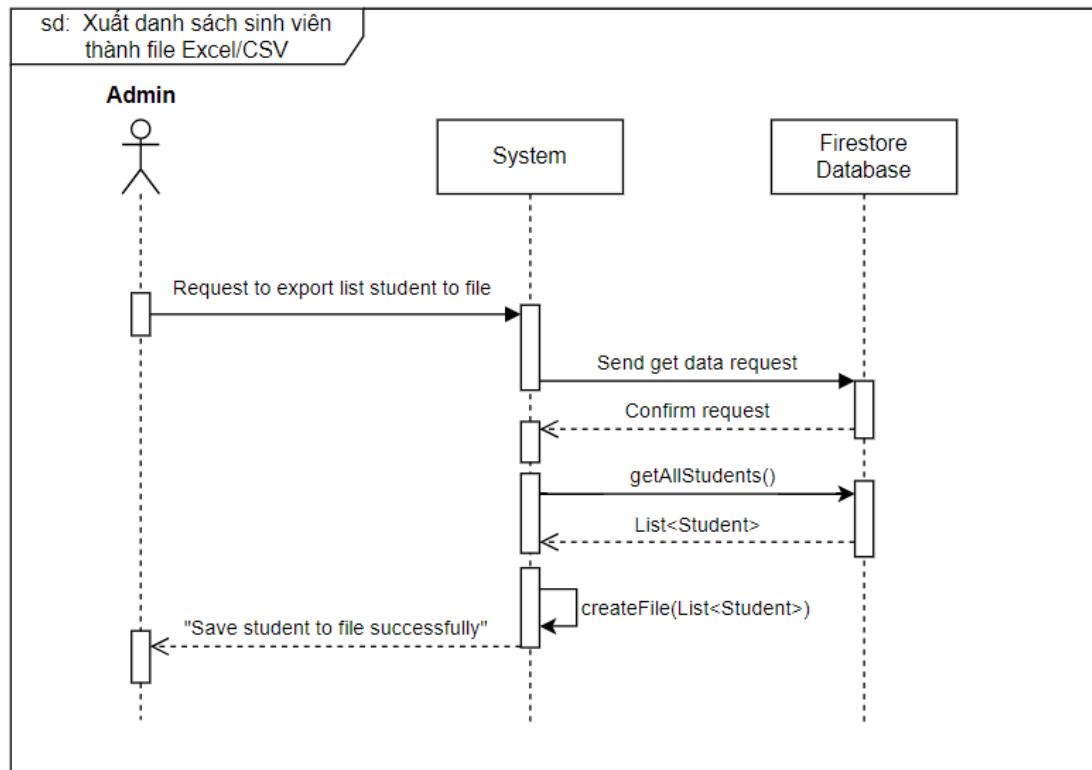 sd: Xuất danh sách sinh viên
thành file Excel/CSV
Admin
System
Firestore
Database
Request to export list student to file
Send get data request
Confirm request
getAllStudents()
List<Student>
createFile(List<Student>)
"Save student to file successfully"